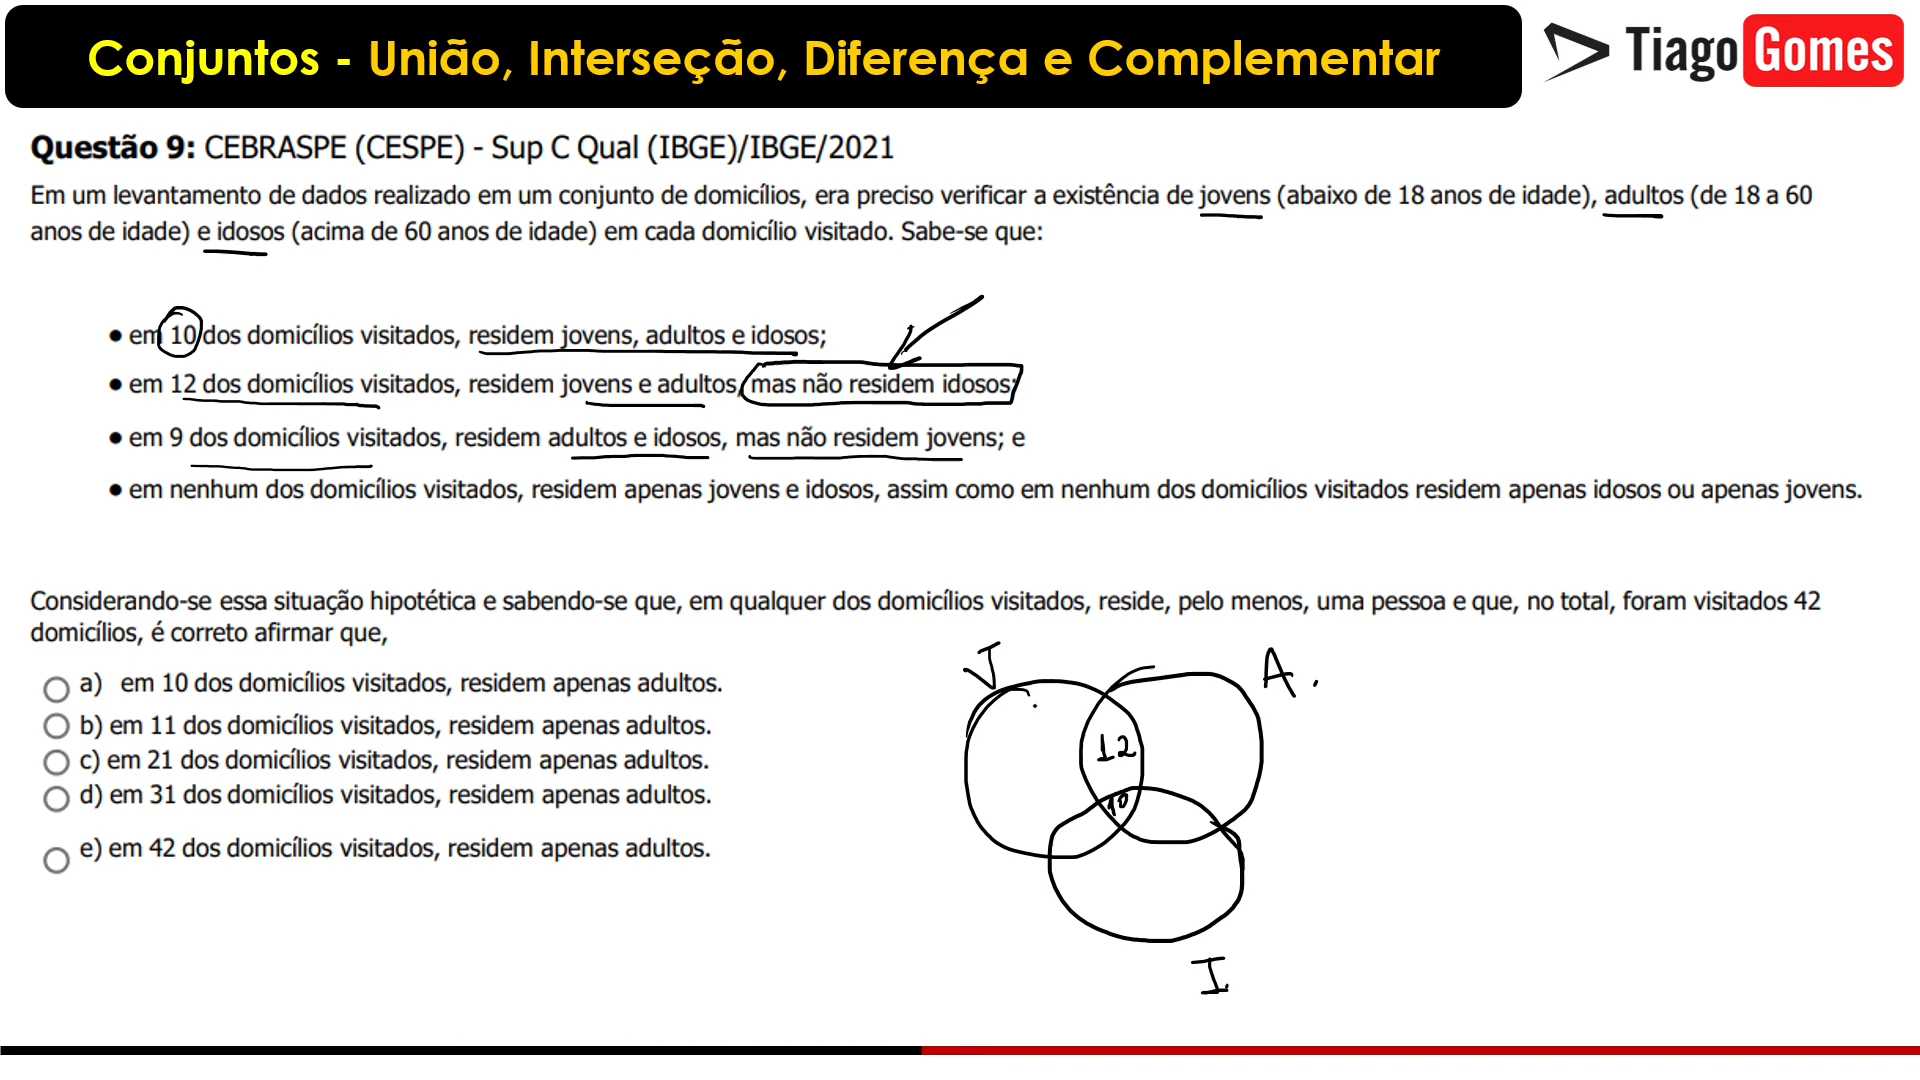 Conjuntos - União, Interseção, Diferença e Complementar
Tiago Gomes
Questão 9: CEBRASPE (CESPE) - Sup C Qual (IBGE)/IBGE/2021
Em um levantamento de dados realizado em um conjunto de domicílios, era preciso verificar a existência de jovens (abaixo de 18 anos de idade), adultos (de 18 a 60
anos de idade) e idosos (acima de 60 anos de idade) em cada domicílio visitado. Sabe-se que:
● em 10 dos domicílios visitados, residem jovens, adultos e idosos;
● em 12 dos domicílios visitados, residem jovens e adultos, mas não residem idosos;
● em 9 dos domicílios visitados, residem adultos e idosos, mas não residem jovens; e
● em nenhum dos domicílios visitados, residem apenas jovens e idosos, assim como em nenhum dos domicílios visitados residem apenas idosos ou apenas jovens.
Considerando-se essa situação hipotética e sabendo-se que, em qualquer dos domicílios visitados, reside, pelo menos, uma pessoa e que, no total, foram visitados 42
domicílios, é correto afirmar que,
a) em 10 dos domicílios visitados, residem apenas adultos.
b) em 11 dos domicílios visitados, residem apenas adultos.
c) em 21 dos domicílios visitados, residem apenas adultos.
d) em 31 dos domicílios visitados, residem apenas adultos.
e) em 42 dos domicílios visitados, residem apenas adultos.
J
A.
12
10
I.